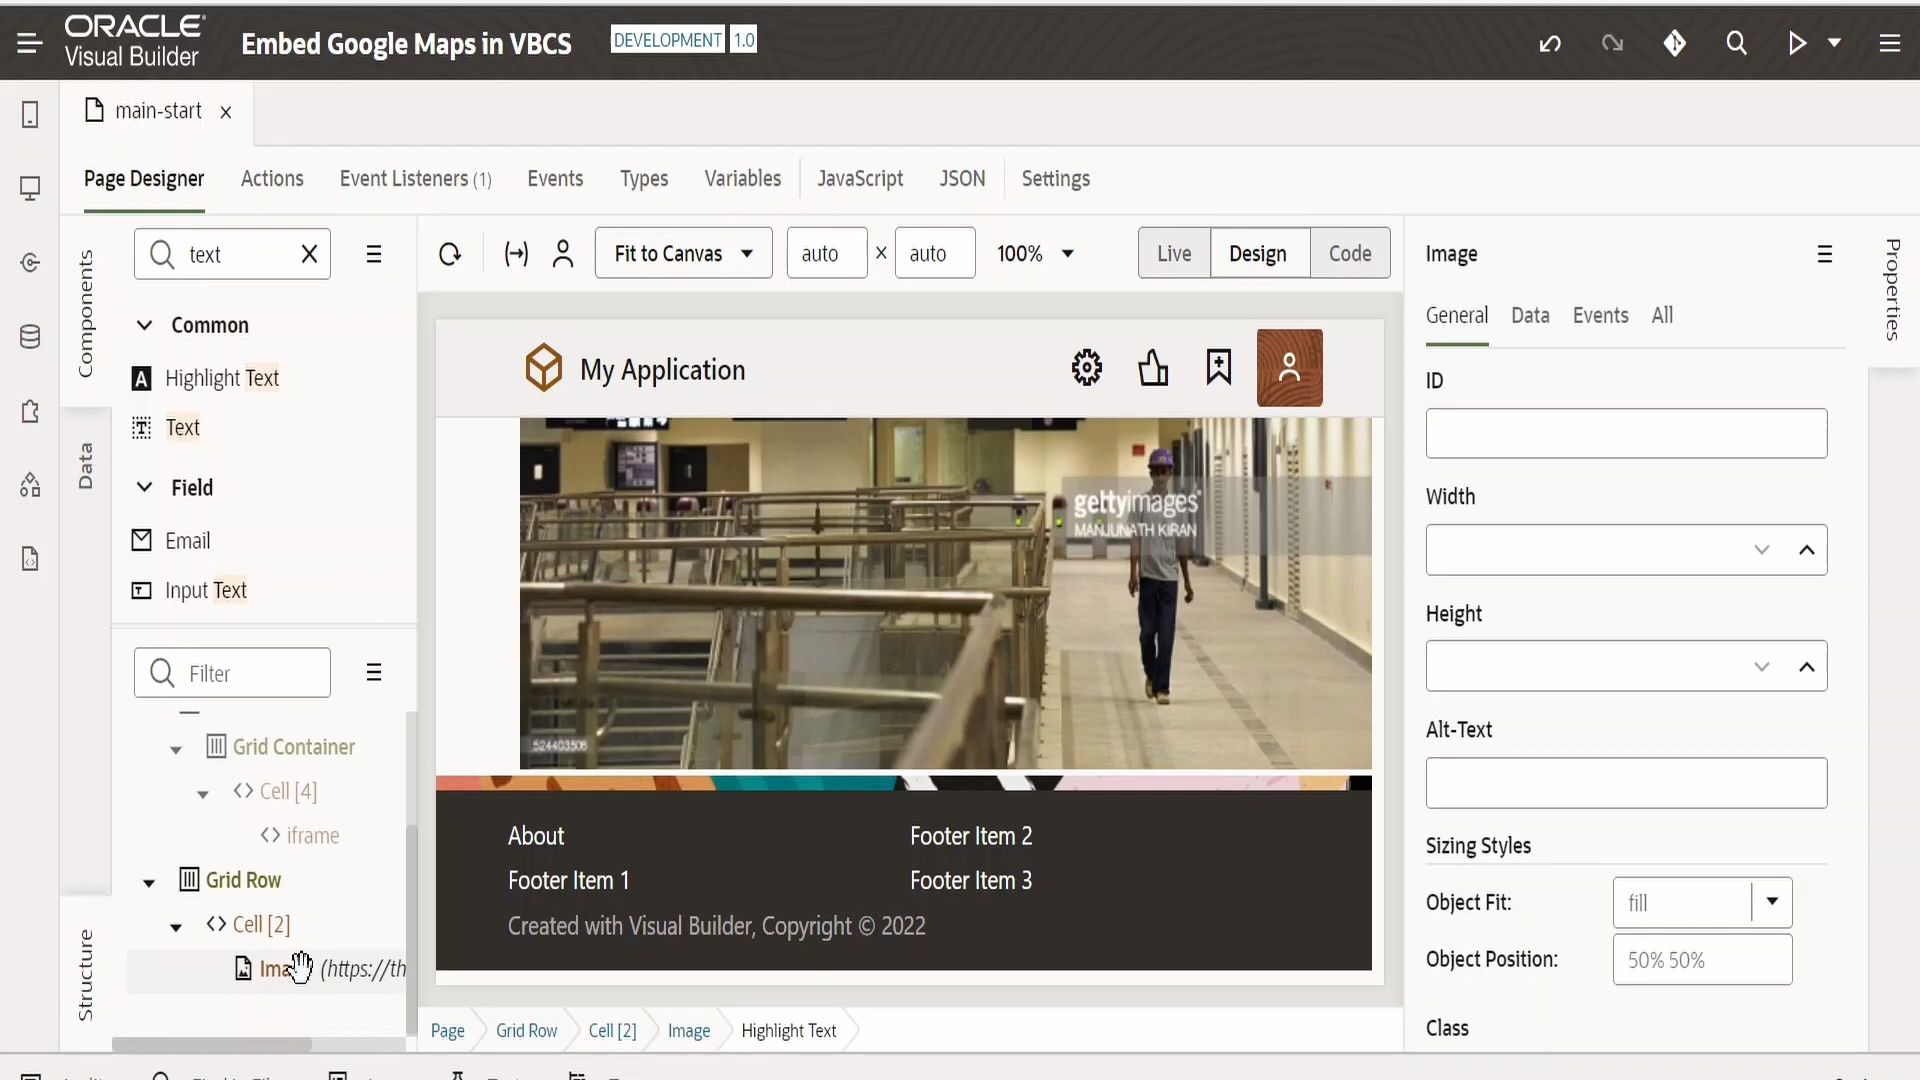 ORACLE
Visual Builder
Embed Google Maps in VBCS
DEVELOPMENT 1.0
main-start
Page Designer
Actions
Event Listeners (1)
Events
Types
Variables
JavaScript
JSON
Settings
Components
Data
text
Common
Highlight Text
Text
Field
Email
Input Text
Structure
Filter
Grid Container
Cell [4]
iframe
Grid Row
Cell [2]
(https://th
Fit to Canvas
auto × auto
100%
Live
Design
Code
My Application
gettyimages
MANJUNATH KIRAN
524403506
About
Footer Item 2
Footer Item 1
Footer Item 3
Created with Visual Builder, Copyright © 2022
Page
Grid Row
Cell [2]
Image
Highlight Text
Image
Properties
General
Data
Events
All
ID
Width
Height
Alt-Text
Sizing Styles
Object Fit:
fill
Object Position:
50% 50%
Class